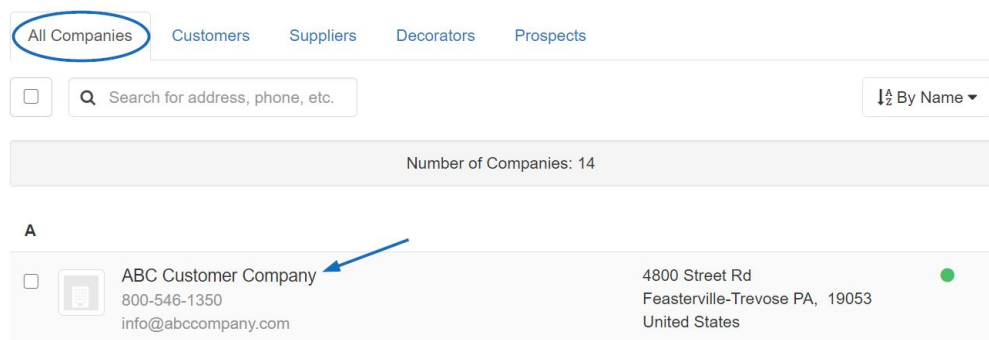 All Companies Customers Suppliers Decorators Prospects
Search for address, phone, etc. By Name
Number of Companies: 14
A
ABC Customer Company 4800 Street Rd
800-546-1350 Feasterville-Trevose PA, 19053
info@abccompany.com United States